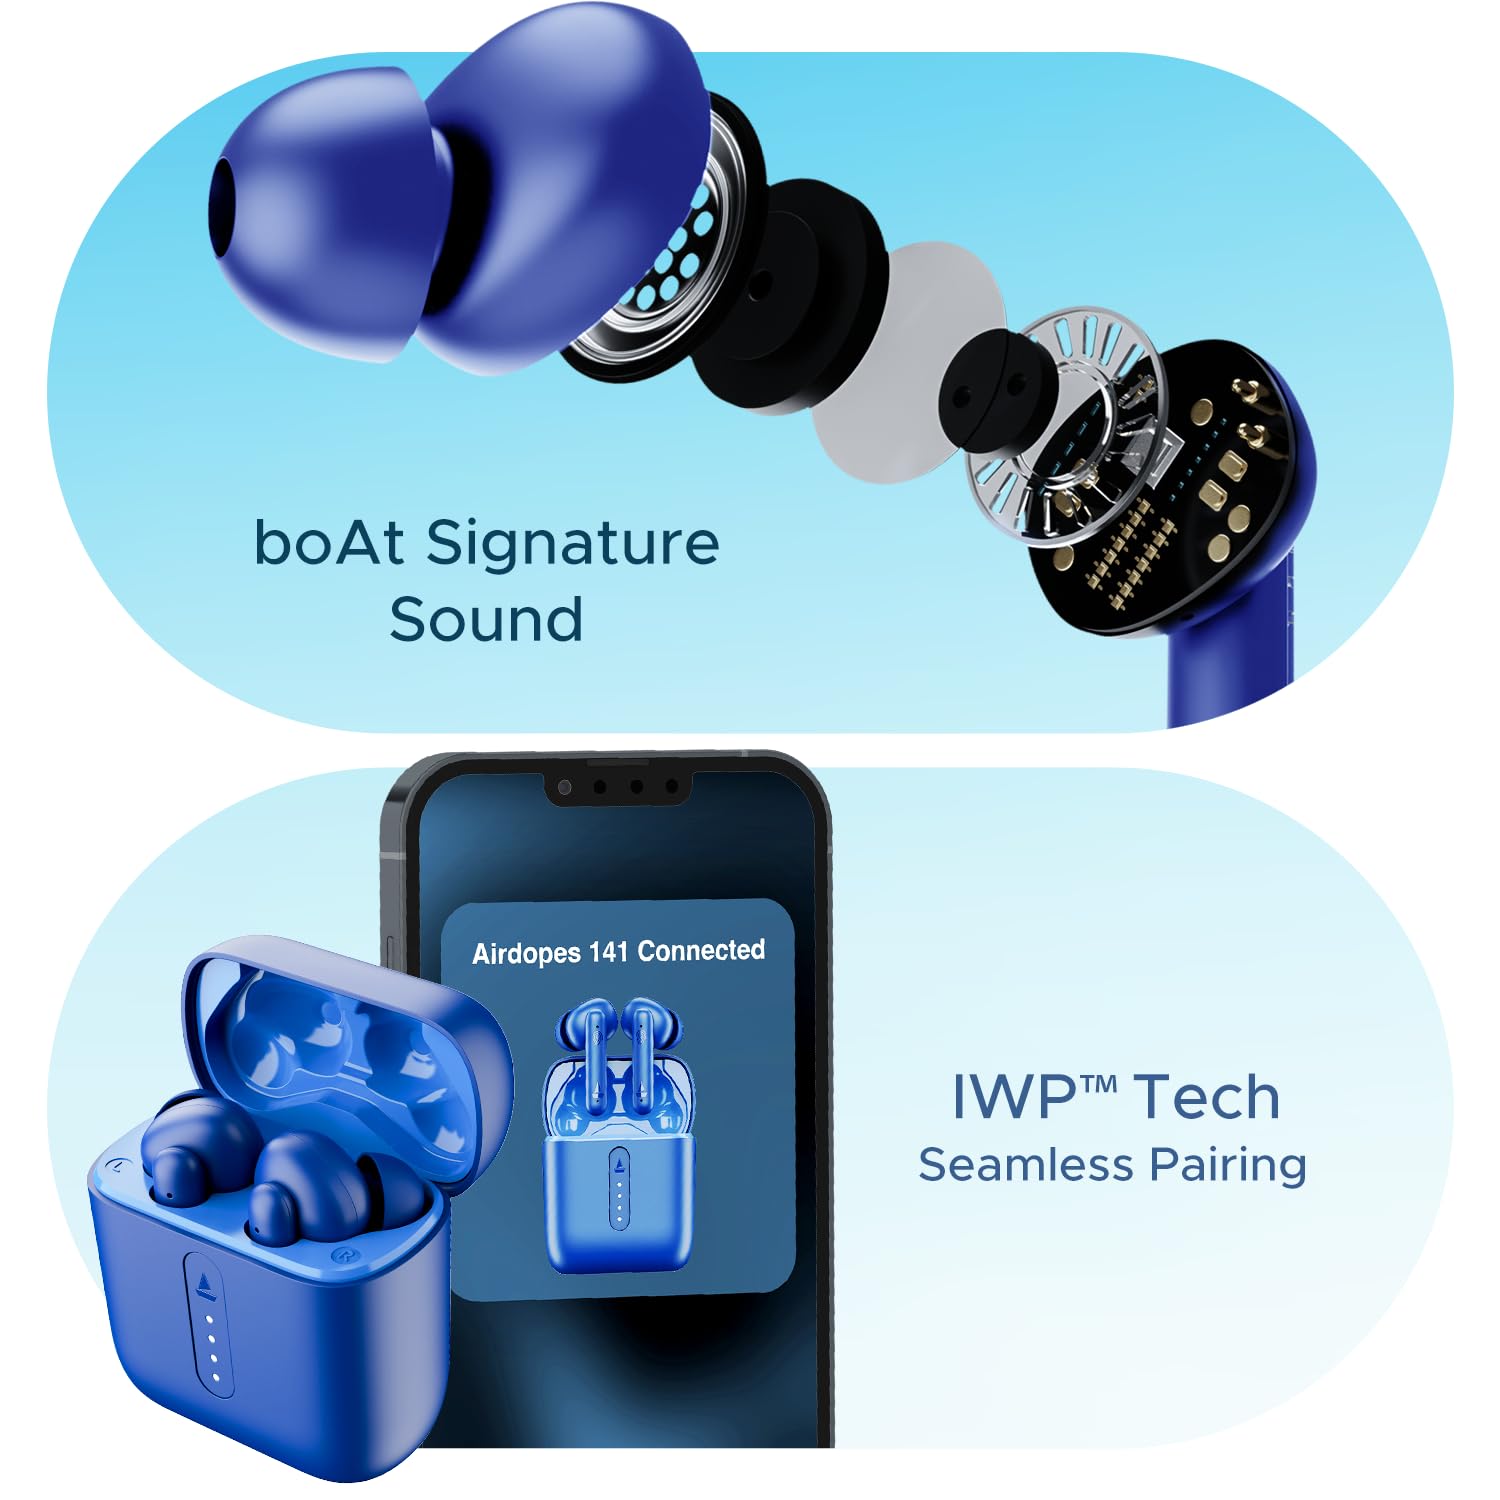 boAt Signature
Sound
Airdopes 141 Connected
L
R
IWP™ Tech
Seamless Pairing